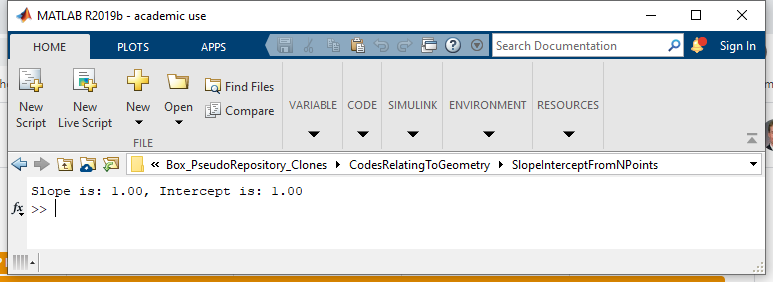 MATLAB R2019b - academic use
HOME PLOTS APPS Search Documentation Sign In
New Script
New Live Script
New
Open
Find Files
Compare
FILE
VARIABLE CODE SIMULINK ENVIRONMENT RESOURCES
« Box_PseudoRepository_Clones CodesRelatingToGeometry SlopeInterceptFromNPoints
Slope is: 1.00, Intercept is: 1.00
fx >>